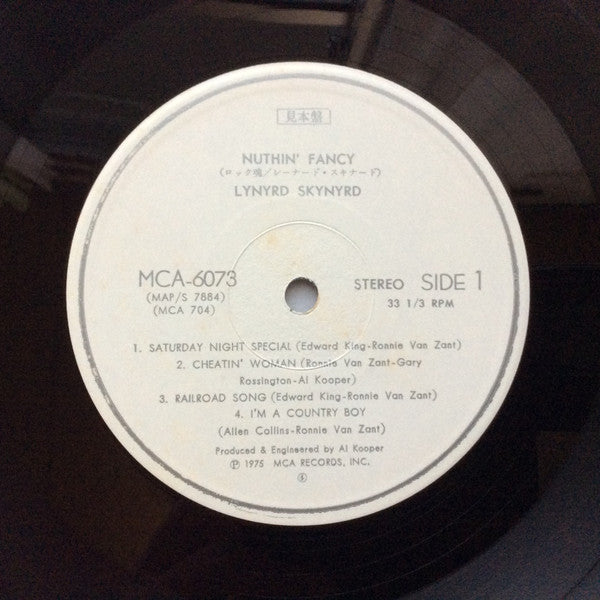 見本盤
NUTHIN' FANCY
(ロック魂/レーナード・スキナード)
LYNYRD SKYNYRD
MCA-6073
(MAP/S 7884)
(MCA 704)
STEREO SIDE 1
33 1/3 RPM
1. SATURDAY NIGHT SPECIAL (Edward King-Ronnie Van Zant)
2. CHEATIN' WOMAN (Ronnie Van Zant-Gary
Rossington-Al Kooper)
3. RAILROAD SONG (Edward King-Ronnie Van Zant)
4. I'M A COUNTRY BOY
(Allen Collins-Ronnie Van Zant)
Produced & Engineered by Al Kooper
Ⓟ 1975 MCA RECORDS, INC.